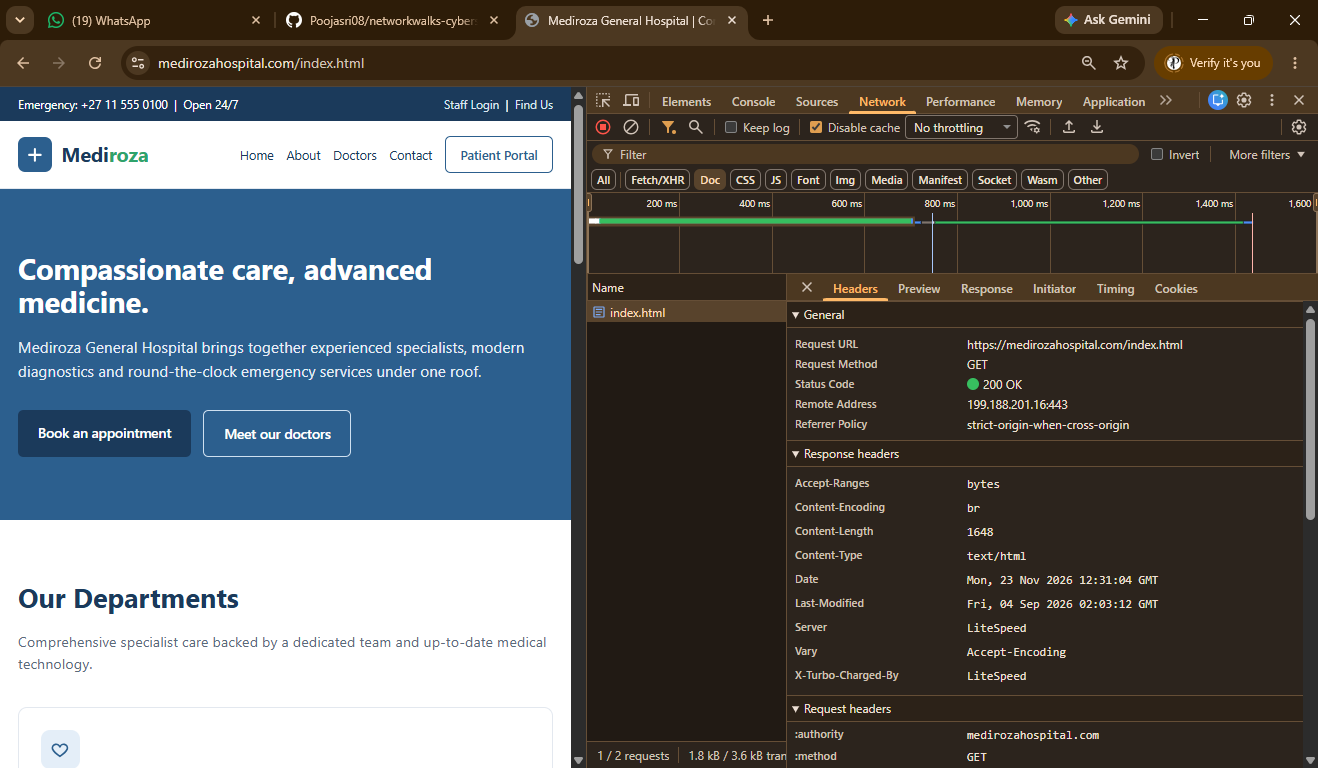 (19) WhatsApp
Poojasri08/networkwalks-cyber
Mediroza General Hospital | Co
Ask Gemini
medirozahospital.com/index.html
Verify it's you
Emergency: +27 11 555 0100 | Open 24/7
Staff Login | Find Us
Mediroza
Home About Doctors Contact Patient Portal
Compassionate care, advanced
medicine.
Mediroza General Hospital brings together experienced specialists, modern
diagnostics and round-the-clock emergency services under one roof.
Book an appointment Meet our doctors
Our Departments
Comprehensive specialist care backed by a dedicated team and up-to-date medical
technology.
Elements Console Sources Network Performance Memory Application
Keep log Disable cache No throttling
Filter Invert More filters
All Fetch/XHR Doc CSS JS Font Img Media Manifest Socket Wasm Other
200 ms 400 ms 600 ms 800 ms 1,000 ms 1,200 ms 1,400 ms 1,600
Name
index.html
Headers Preview Response Initiator Timing Cookies
General
Request URL https://medirozahospital.com/index.html
Request Method GET
Status Code 200 OK
Remote Address 199.188.201.16:443
Referrer Policy strict-origin-when-cross-origin
Response headers
Accept-Ranges bytes
Content-Encoding br
Content-Length 1648
Content-Type text/html
Date Mon, 23 Nov 2026 12:31:04 GMT
Last-Modified Fri, 04 Sep 2026 02:03:12 GMT
Server LiteSpeed
Vary Accept-Encoding
X-Turbo-Charged-By LiteSpeed
Request headers
:authority medirozahospital.com
:method GET
1 / 2 requests 1.8 kB / 3.6 kB tran